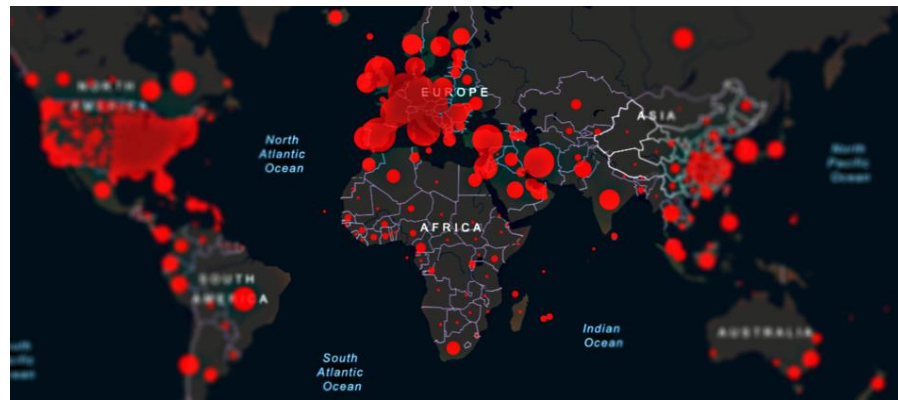 NORTH
AMERICA
EUROPE
ASIA
North
Atlantic
Ocean
North
Pacific
Ocean
AFRICA
SOUTH
AMERICA
Indian
Ocean
AUSTRALIA
South
Atlantic
Ocean